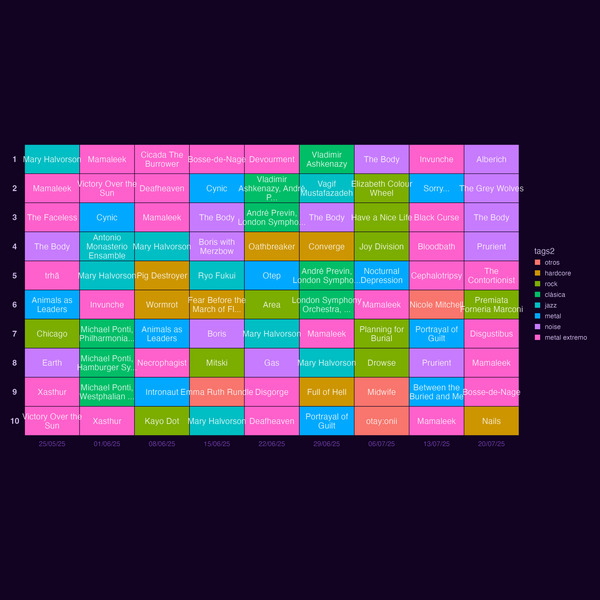 1 Mary Halvorson Mamaleek Cicada The Burrower Bosse-de-Nage Devourment Vladimir Ashkenazy The Body Invunche Alberich
2 Mamaleek Victory Over the Sun Deafheaven Cynic Vladimir Ashkenazy, André P... Vagif Mustafazadeh Elizabeth Colour Wheel Sorry... The Grey Wolves
3 The Faceless Cynic Mamaleek The Body André Previn, London Sympho... The Body Have a Nice Life Black Curse The Body
4 The Body Antonio Monasterio Ensamble Mary Halvorson Boris with Merzbow Oathbreaker Converge Joy Division Bloodbath Prurient
5 Irhã Mary Halvorson Pig Destroyer Ryo Fukui Otep André Previn, London Sympho... Nocturnal Depression Cephalotripsy The Contortionist
6 Animals as Leaders Invunche Wormrot Fear Before the March of Fl... Area London Symphony Orchestra, ... Mamaleek Nicole Mitchell Premiata Forneria Marconi
7 Chicago Michael Ponti, Philharmonia... Animals as Leaders Boris Mary Halvorson Mamaleek Planning for Burial Portrayal of Guilt Disgustibus
8 Earth Michael Ponti, Hamburger Sy... Necrophagist Mitski Gas Mary Halvorson Drowse Prurient Mamaleek
9 Xasthur Michael Ponti, Westphalian ... Intronaut Emma Ruth Rundle Disgorge Full of Hell Midwife Between the Buried and Me Bosse-de-Nage
10 Victory Over the Sun Xasthur Kayo Dot Mary Halvorson Deafheaven Portrayal of Guilt otay:onii Mamaleek Nails
25/05/25 01/06/25 08/06/25 15/06/25 22/06/25 29/06/25 06/07/25 13/07/25 20/07/25
tags2
otros
hardcore
rock
clásica
jazz
metal
noise
metal extremo